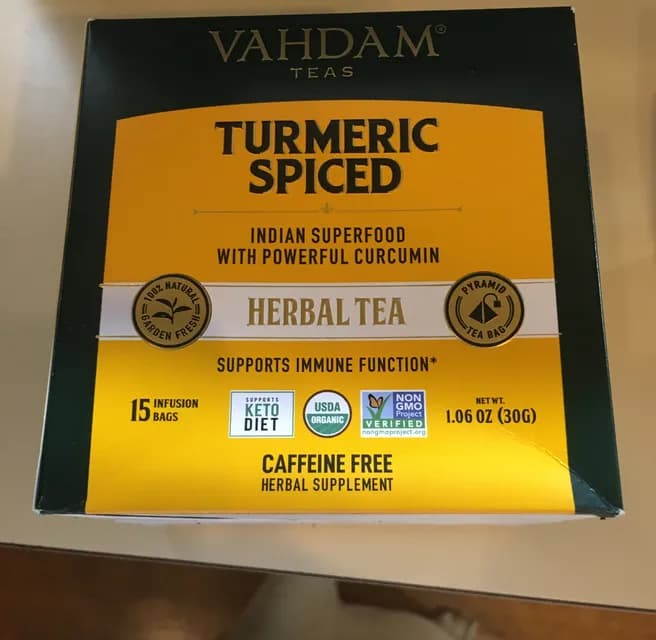 VAHDAM®
TEAS
TURMERIC
SPICED
INDIAN SUPERFOOD
WITH POWERFUL CURCUMIN
100% NATURAL
GARDEN FRESH
HERBAL TEA
PYRAMID
TEA BAG
SUPPORTS IMMUNE FUNCTION*
15 INFUSION
BAGS
SUPPORTS
KETO
DIET
USDA
ORGANIC
NON
GMO
Project
VERIFIED
nongmoproject.org
NET WT.
1.06 OZ (30G)
CAFFEINE FREE
HERBAL SUPPLEMENT